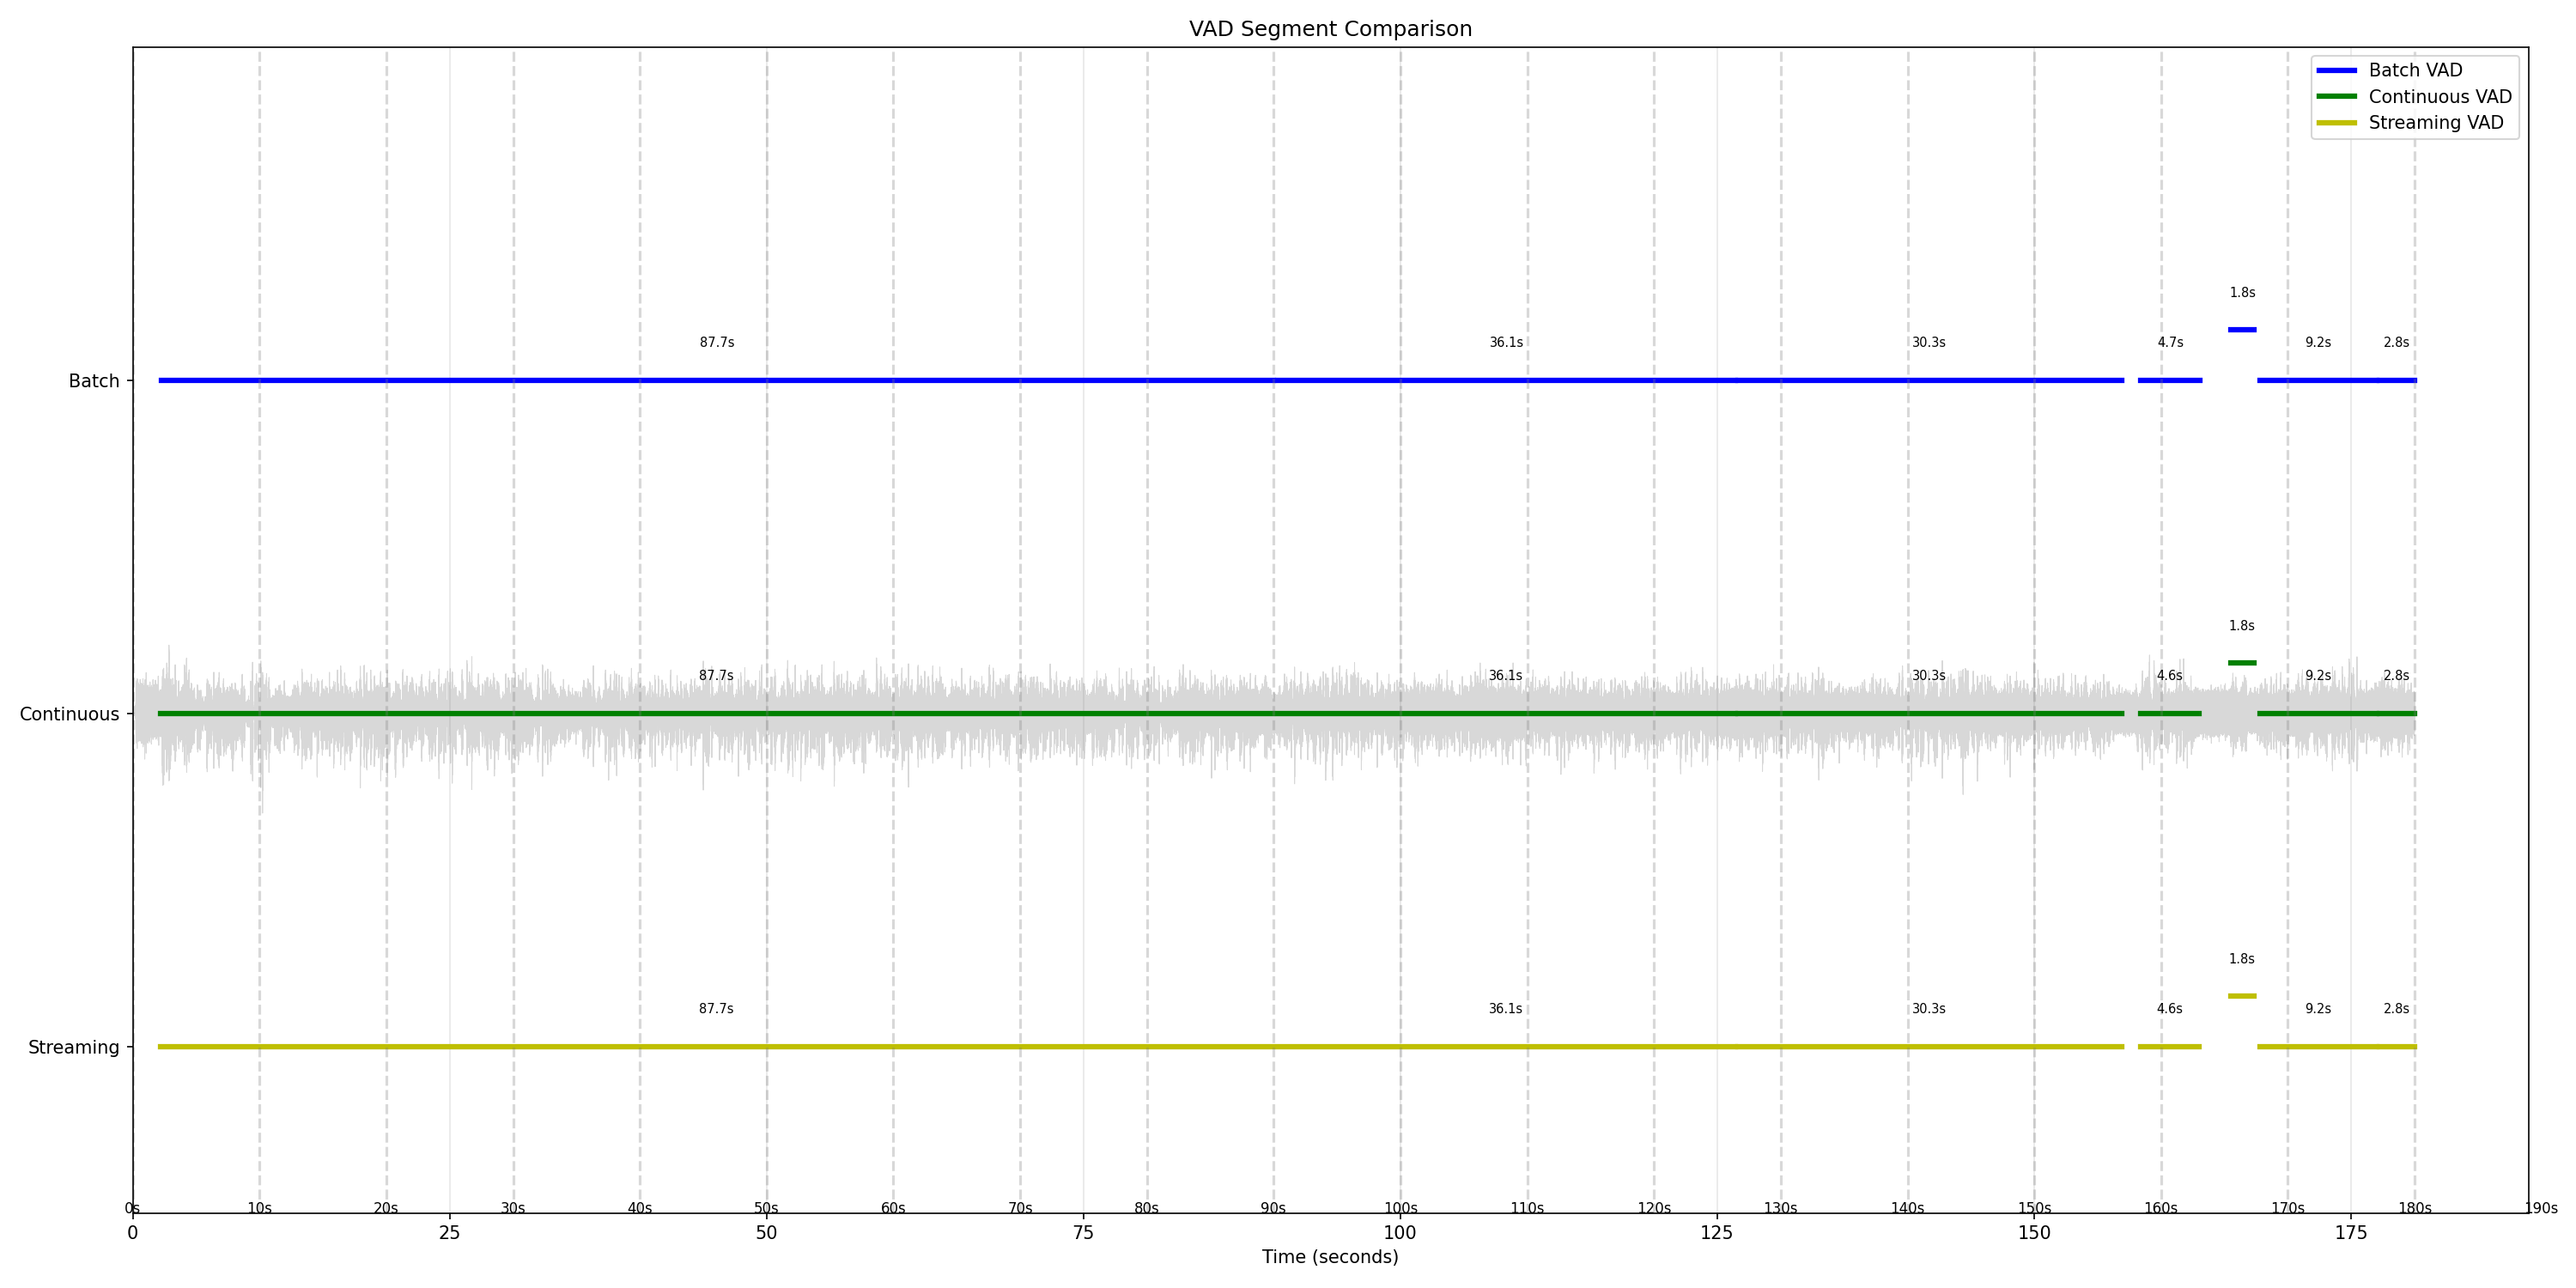 VAD Segment Comparison
Batch VAD
Continuous VAD
Streaming VAD
1.8s
87.7s 36.1s 30.3s 4.7s 9.2s 2.8s
Batch
1.8s
87.7s 36.1s 30.3s 4.6s 9.2s 2.8s
Continuous
1.8s
87.7s 36.1s 30.3s 4.6s 9.2s 2.8s
Streaming
0s 10s 20s 30s 40s 50s 60s 70s 80s 90s 100s 110s 120s 130s 140s 150s 160s 170s 180s 190s
0 25 50 75 100 125 150 175
Time (seconds)